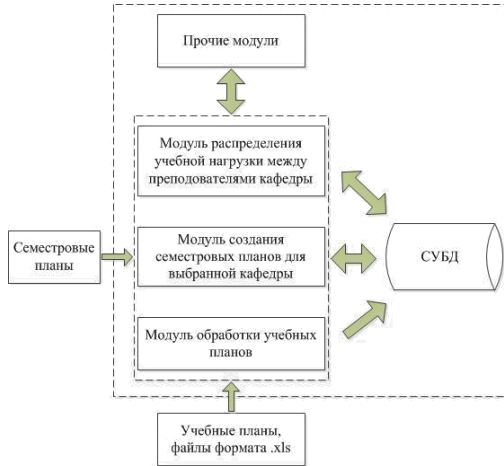 Прочие модули
Модуль распределения
учебной нагрузки между
преподователями кафедры
Семестровые
планы
Модуль создания
семестровых планов для
выбранной кафедры
СУБД
Модуль обработки учебных
планов
Учебные планы,
файлы формата .xls